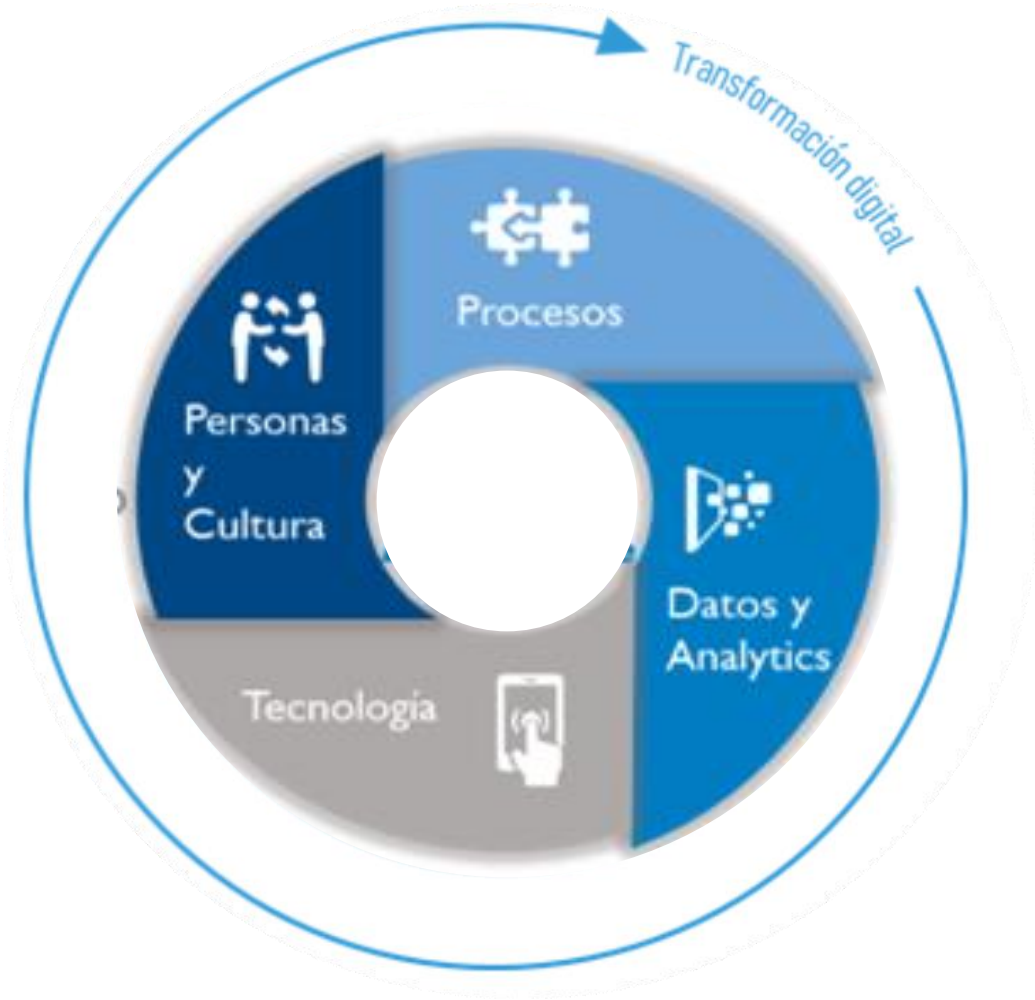 Transformación digital
Procesos
Personas
y
Cultura
Datos y
Analytics
Tecnología